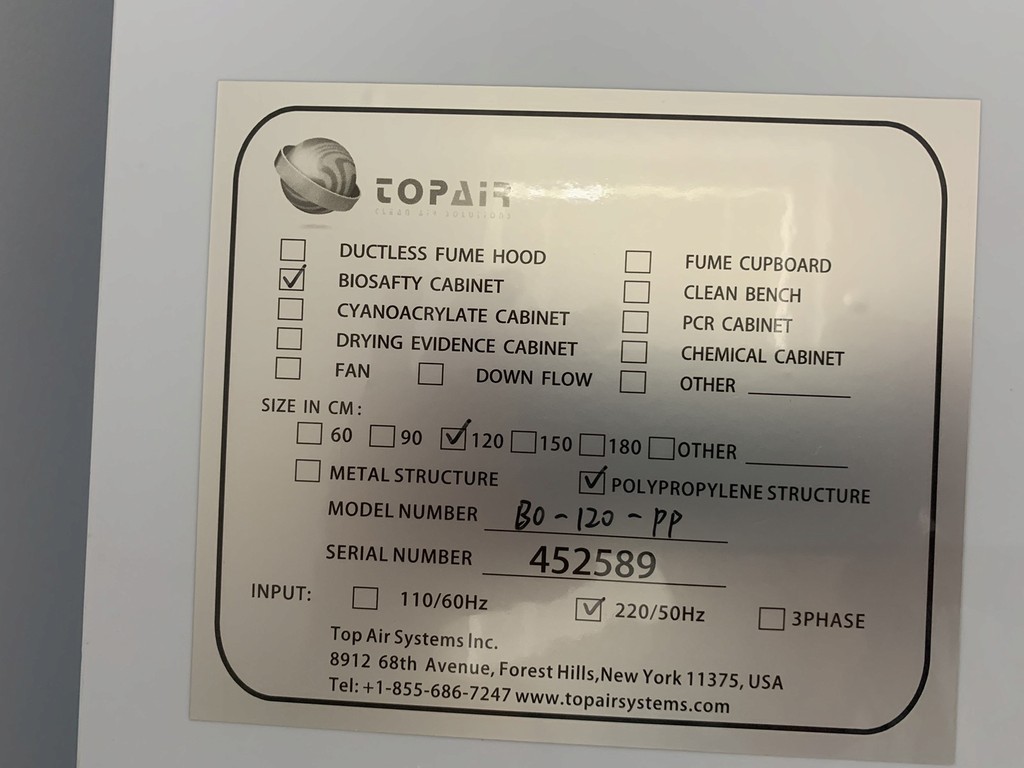 TOPAiR
CLEAN AIR SOLUTIONS
DUCTLESS FUME HOOD
BIOSAFTY CABINET
CYANOACRYLATE CABINET
DRYING EVIDENCE CABINET
FAN DOWN FLOW
FUME CUPBOARD
CLEAN BENCH
PCR CABINET
CHEMICAL CABINET
OTHER
SIZE IN CM:
60 90 120 150 180 OTHER
METAL STRUCTURE POLYPROPYLENE STRUCTURE
MODEL NUMBER BO-120-PP
SERIAL NUMBER 452589
INPUT: 110/60Hz 220/50Hz 3PHASE
Top Air Systems Inc.
8912 68th Avenue, Forest Hills, New York 11375, USA
Tel: +1-855-686-7247 www.topairsystems.com